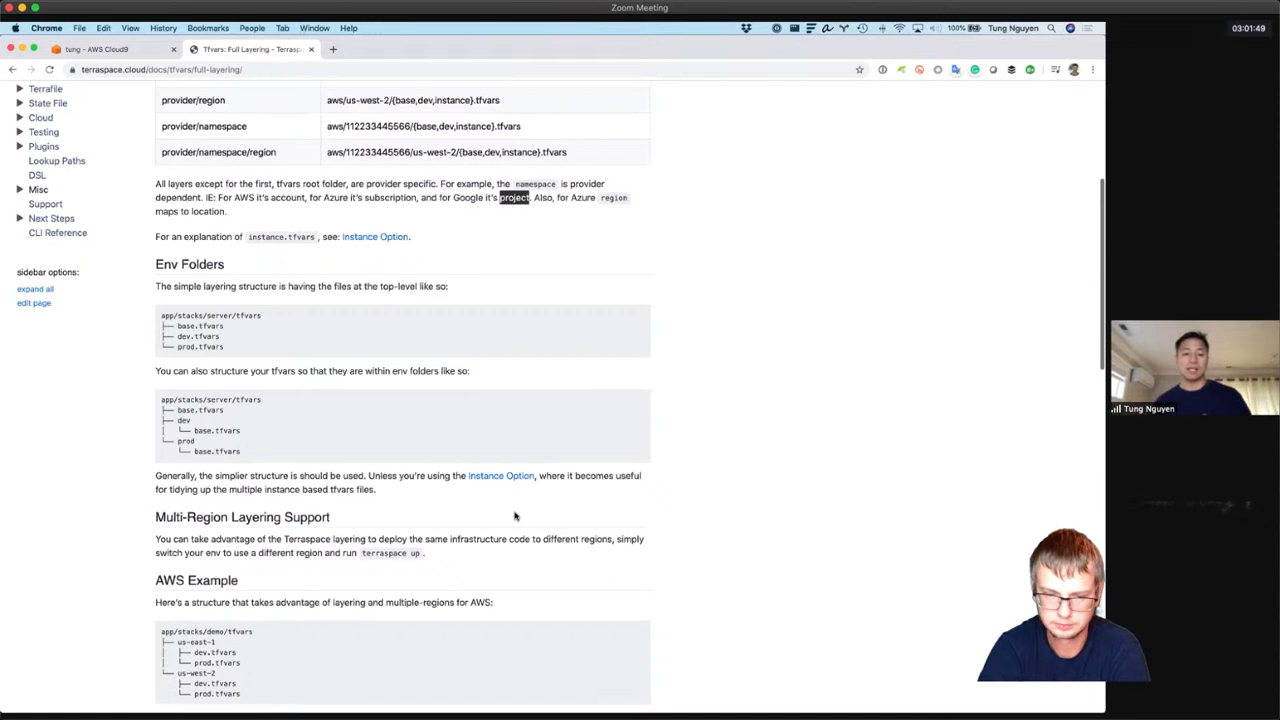 Zoom Meeting
Chrome File Edit View History Bookmarks People Tab Window Help
100% Tung Nguyen
03:01:49
tung - AWS Cloud9
Tfvars: Full Layering - Terrasp
terraspace.cloud/docs/tfvars/full-layering/
Terrafile
State File
Cloud
Testing
Plugins
Lookup Paths
DSL
Misc
Support
Next Steps
CLI Reference
sidebar options:
expand all
edit page
provider/region aws/us-west-2/{base,dev,instance}.tfvars
provider/namespace aws/112233445566/{base,dev,instance}.tfvars
provider/namespace/region aws/112233445566/us-west-2/{base,dev,instance}.tfvars
All layers except for the first, tfvars root folder, are provider specific. For example, the namespace is provider
dependent. IE: For AWS it's account, for Azure it's subscription, and for Google it's project. Also, for Azure region
maps to location.
For an explanation of instance.tfvars, see: Instance Option.
Env Folders
The simple layering structure is having the files at the top-level like so:
app/stacks/server/tfvars
├── base.tfvars
├── dev.tfvars
└── prod.tfvars
You can also structure your tfvars so that they are within env folders like so:
app/stacks/server/tfvars
├── base.tfvars
├── dev
│   └── base.tfvars
└── prod
    └── base.tfvars
Generally, the simplier structure is should be used. Unless you're using the Instance Option, where it becomes useful
for tidying up the multiple instance based tfvars files.
Multi-Region Layering Support
You can take advantage of the Terraspace layering to deploy the same infrastructure code to different regions, simply
switch your env to use a different region and run terraspace up.
AWS Example
Here's a structure that takes advantage of layering and multiple-regions for AWS:
app/stacks/demo/tfvars
├── us-east-1
│   ├── dev.tfvars
│   └── prod.tfvars
└── us-west-2
    ├── dev.tfvars
    └── prod.tfvars
Tung Nguyen